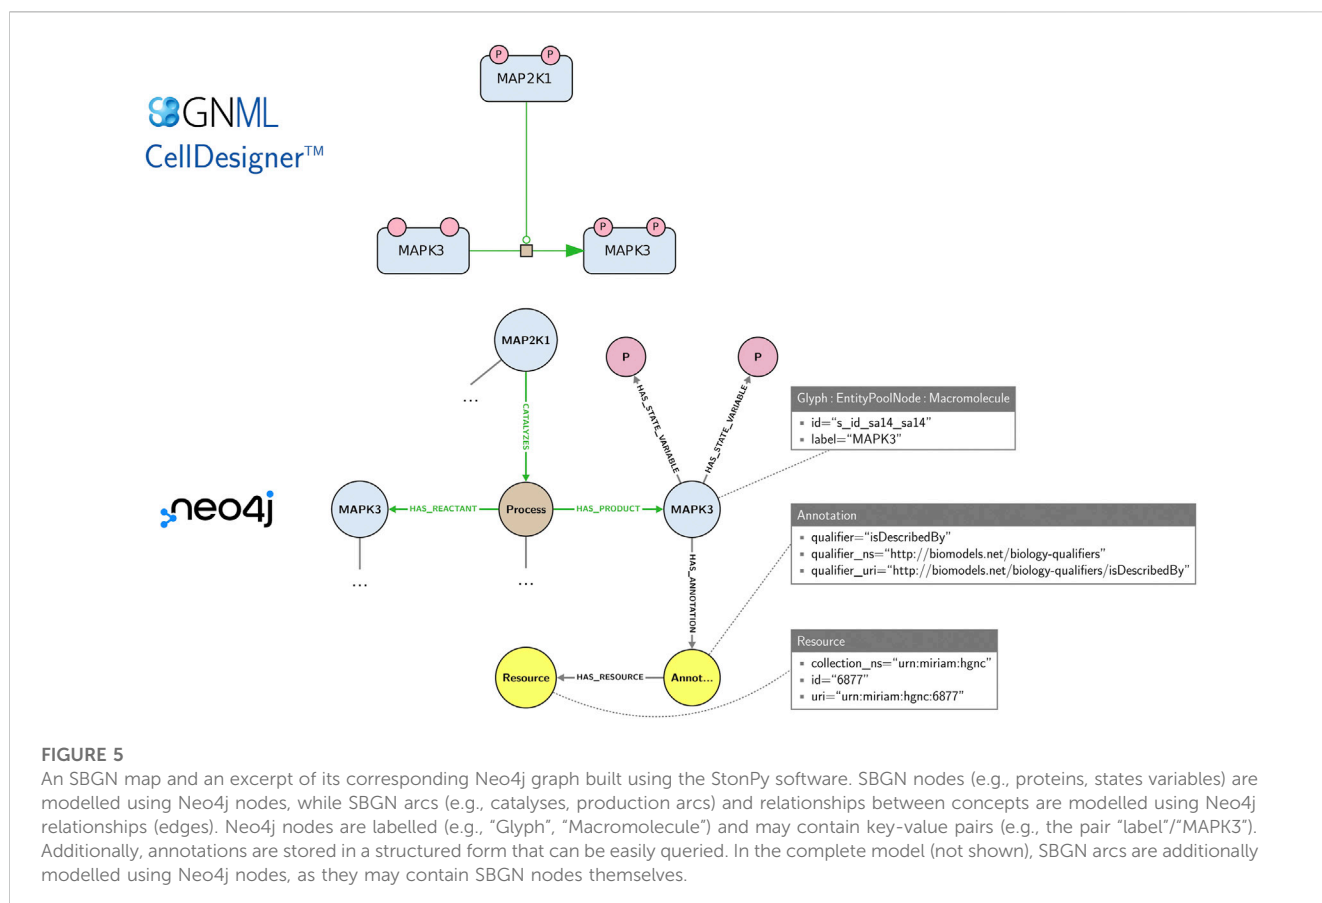 P P
MAP2K1
SBGNML
CellDesigner™
P P
MAPK3 MAPK3
MAP2K1
P P
...
CATALYZES
HAS_STATE_VARIABLE
HAS_STATE_VARIABLE
Glyph : EntityPoolNode : Macromolecule
▪ id=“s_id_sa14_sa14”
▪ label=“MAPK3”
neo4j
MAPK3 HAS_REACTANT Process HAS_PRODUCT MAPK3
... ...
HAS_ANNOTATION
Annotation
▪ qualifier=“isDescribedBy”
▪ qualifier_ns=“http://biomodels.net/biology-qualifiers”
▪ qualifier_uri=“http://biomodels.net/biology-qualifiers/isDescribedBy”
Resource HAS_RESOURCE Annot...
Resource
▪ collection_ns=“urn:miriam:hgnc”
▪ id=“6877”
▪ uri=“urn:miriam:hgnc:6877”
FIGURE 5
An SBGN map and an excerpt of its corresponding Neo4j graph built using the StonPy software. SBGN nodes (e.g., proteins, states variables) are
modelled using Neo4j nodes, while SBGN arcs (e.g., catalyses, production arcs) and relationships between concepts are modelled using Neo4j
relationships (edges). Neo4j nodes are labelled (e.g., “Glyph”, “Macromolecule”) and may contain key-value pairs (e.g., the pair “label”/“MAPK3”).
Additionally, annotations are stored in a structured form that can be easily queried. In the complete model (not shown), SBGN arcs are additionally
modelled using Neo4j nodes, as they may contain SBGN nodes themselves.